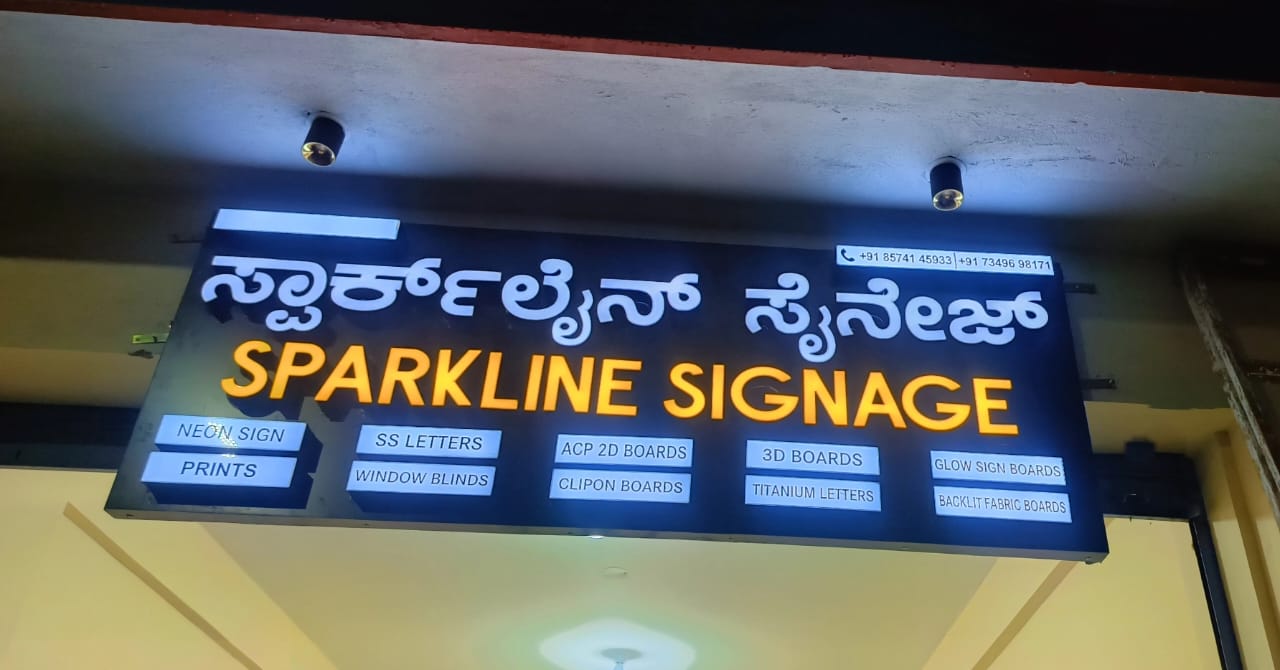 +91 85741 45933 | +91 73496 98171
ಸ್ಪಾರ್ಕ್‌ಲೈನ್ ಸೈನೇಜ್
SPARKLINE SIGNAGE
NEON SIGN SS LETTERS ACP 2D BOARDS 3D BOARDS GLOW SIGN BOARDS
PRINTS WINDOW BLINDS CLIPON BOARDS TITANIUM LETTERS BACKLIT FABRIC BOARDS